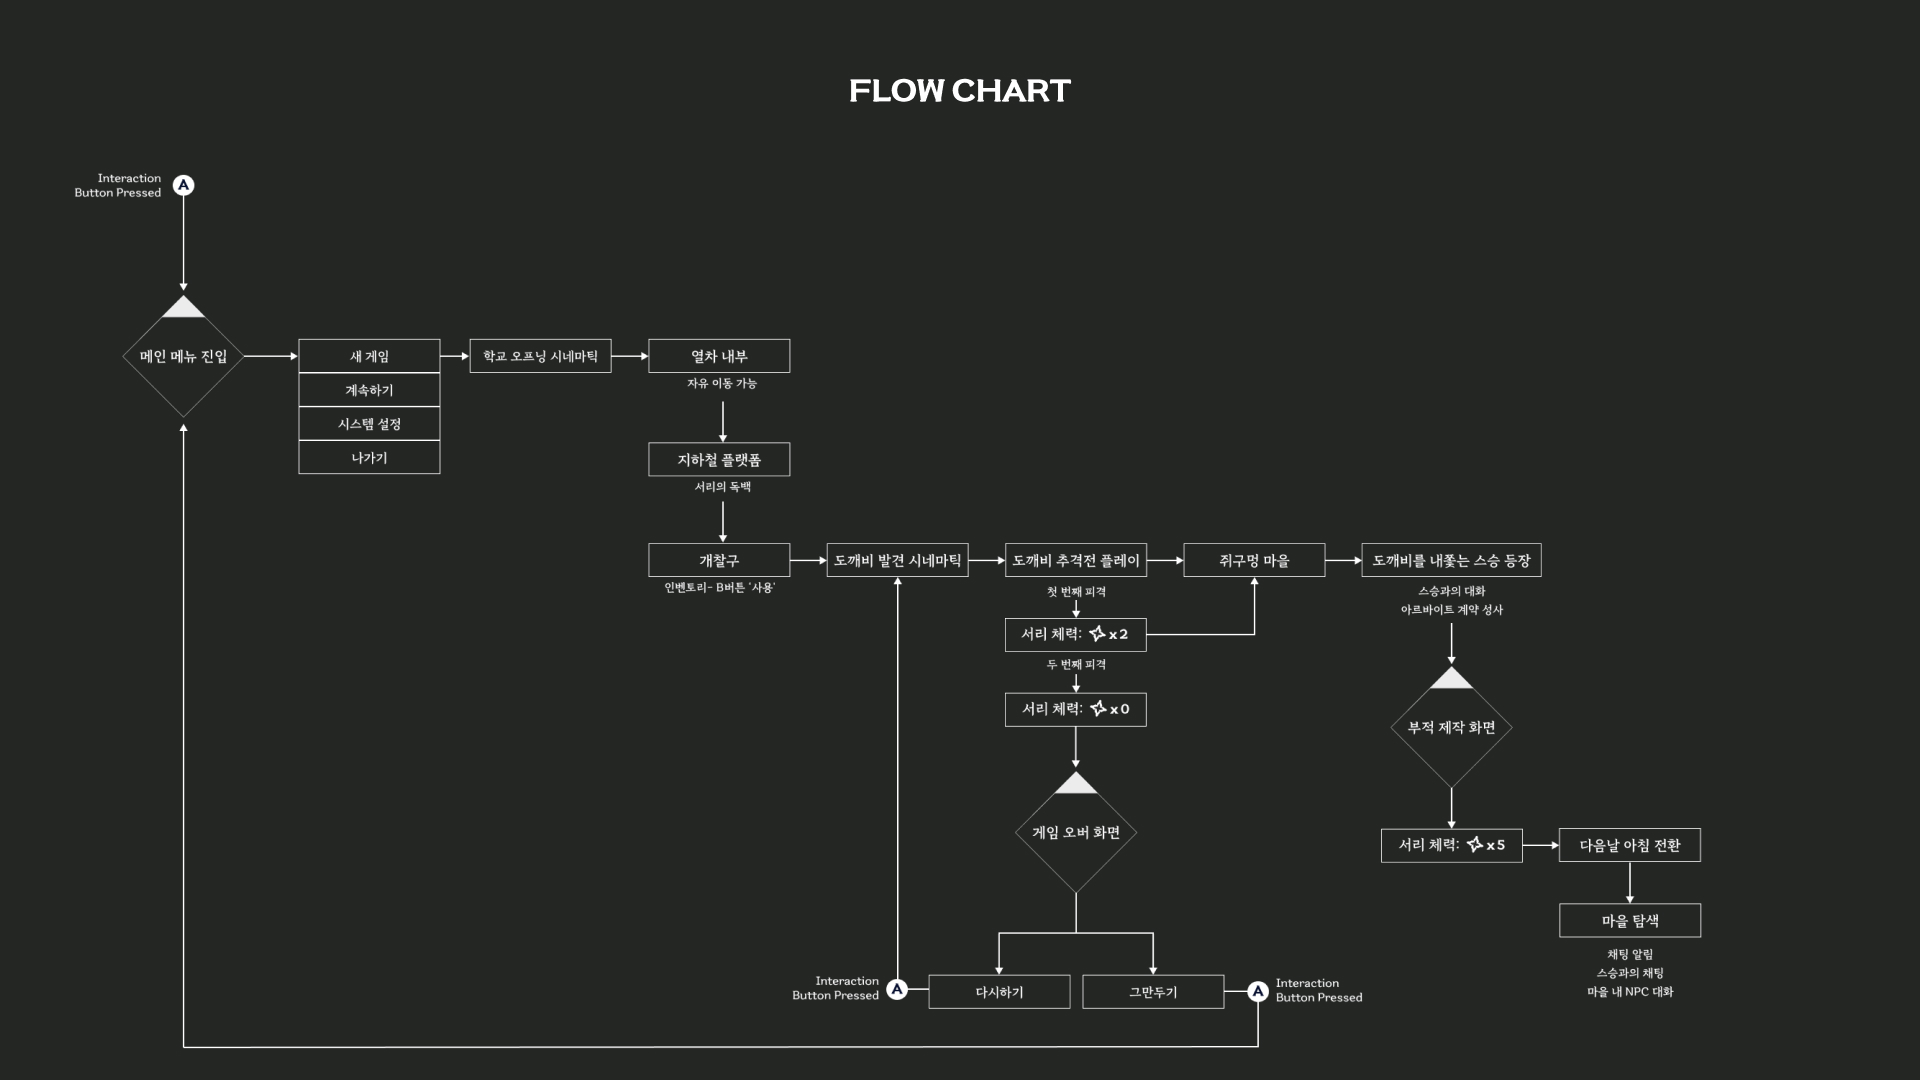 FLOW CHART
Interaction
Button Pressed
A
메인 메뉴 진입
새 게임
계속하기
시스템 설정
나가기
학교 오프닝 시네마틱
열차 내부
자유 이동 가능
지하철 플랫폼
서리의 독백
개찰구
인벤토리- B버튼 '사용'
도깨비 발견 시네마틱
도깨비 추격전 플레이
첫 번째 피격
서리 체력: x2
두 번째 피격
서리 체력: x0
게임 오버 화면
다시하기
그만두기
Interaction
Button Pressed
A
A
Interaction
Button Pressed
쥐구멍 마을
도깨비를 내쫓는 스승 등장
스승과의 대화
아르바이트 계약 성사
부적 제작 화면
서리 체력: x5
다음날 아침 전환
마을 탐색
채팅 알림
스승과의 채팅
마을 내 NPC 대화